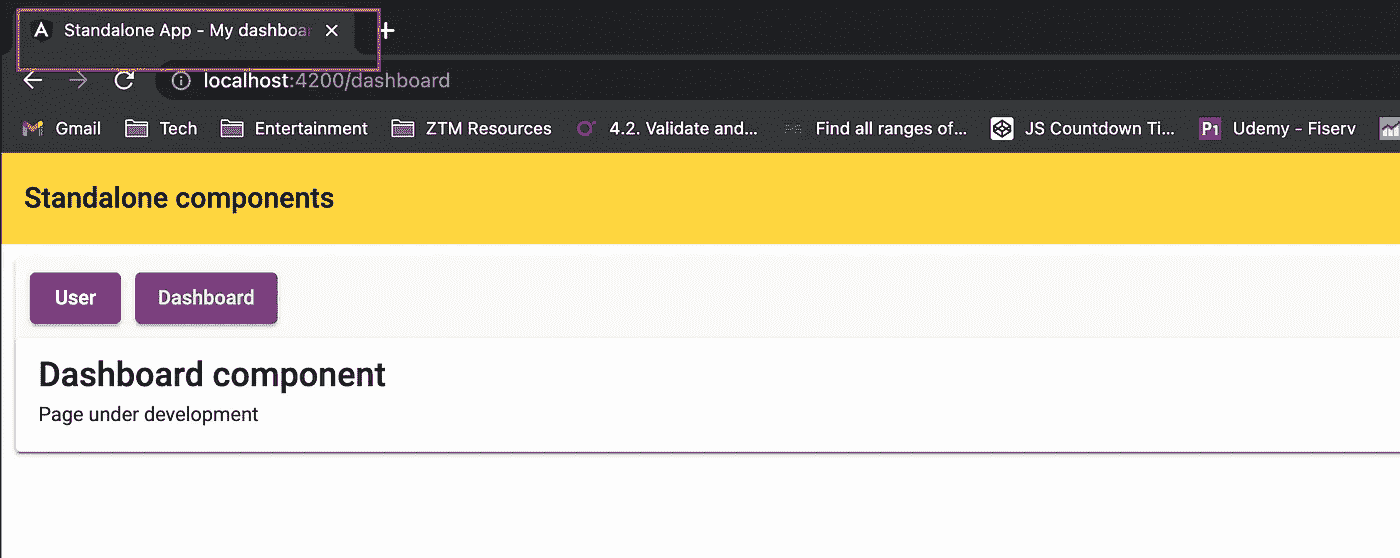 Standalone App - My dashboar
localhost:4200/dashboard
Gmail Tech Entertainment ZTM Resources 4.2. Validate and... Find all ranges of... JS Countdown Ti... P1 Udemy - Fiserv
Standalone components
User Dashboard
Dashboard component
Page under development